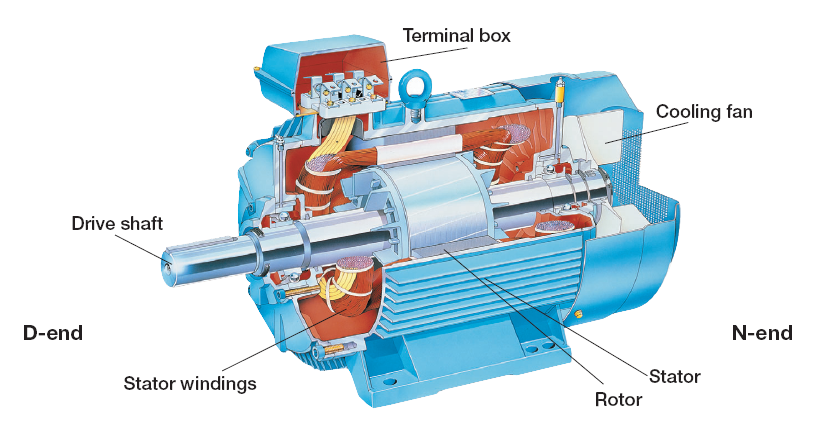 Terminal box
Cooling fan
Drive shaft
D-end
N-end
Stator windings
Stator
Rotor